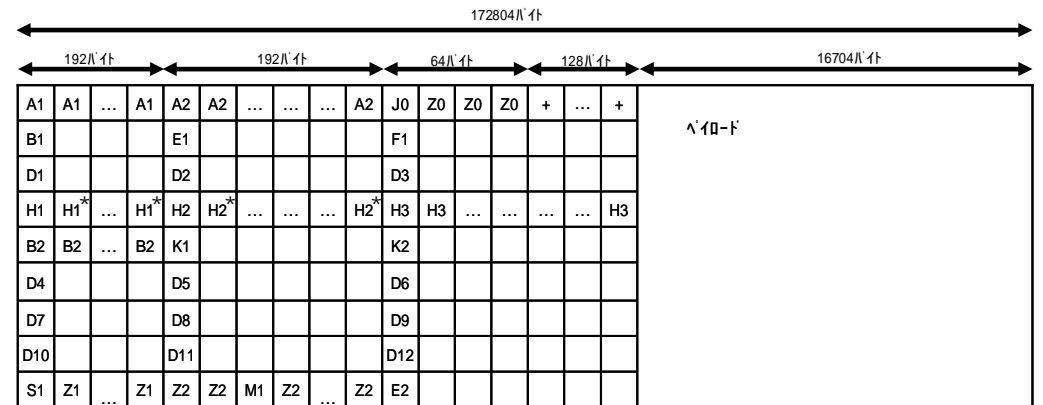 172804ﾊﾞｲﾄ
192ﾊﾞｲﾄ 192ﾊﾞｲﾄ 64ﾊﾞｲﾄ 128ﾊﾞｲﾄ 16704ﾊﾞｲﾄ
A1 A1 … A1 A2 A2 … … … A2 J0 Z0 Z0 Z0 + … +
ﾍﾟｲﾛｰﾄﾞ
B1 E1 F1
D1 D2 D3
H1 H1* … H1* H2 H2* … … … H2* H3 H3 … … … … H3
B2 B2 … B2 K1 K2
D4 D5 D6
D7 D8 D9
D10 D11 D12
S1 Z1 … Z1 Z2 Z2 M1 Z2 … Z2 E2